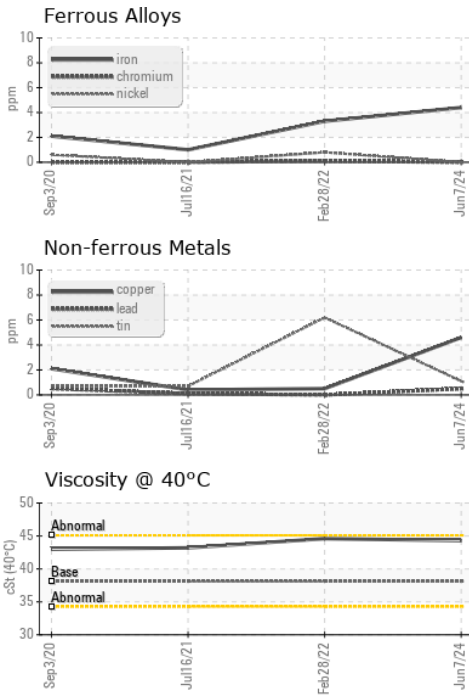 Ferrous Alloys
10
8
6
4
2
0
ppm
iron
chromium
nickel
Sep3/20
Jul16/21
Feb28/22
Jun7/24
Non-ferrous Metals
10
8
6
4
2
0
ppm
copper
lead
tin
Sep3/20
Jul16/21
Feb28/22
Jun7/24
Viscosity @ 40°C
50
45
40
35
30
cSt (40°C)
Abnormal
Base
Abnormal
Sep3/20
Jul16/21
Feb28/22
Jun7/24